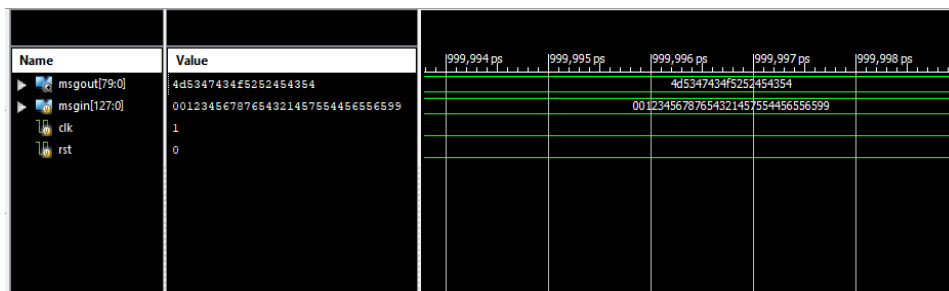 Name Value 999,994 ps 999,995 ps 999,996 ps 999,997 ps 999,998 ps
msgout[79:0] 4d5347434f5252454354 4d5347434f5252454354
msgin[127:0] 00123456787654321457554456556599 00123456787654321457554456556599
clk 1
rst 0